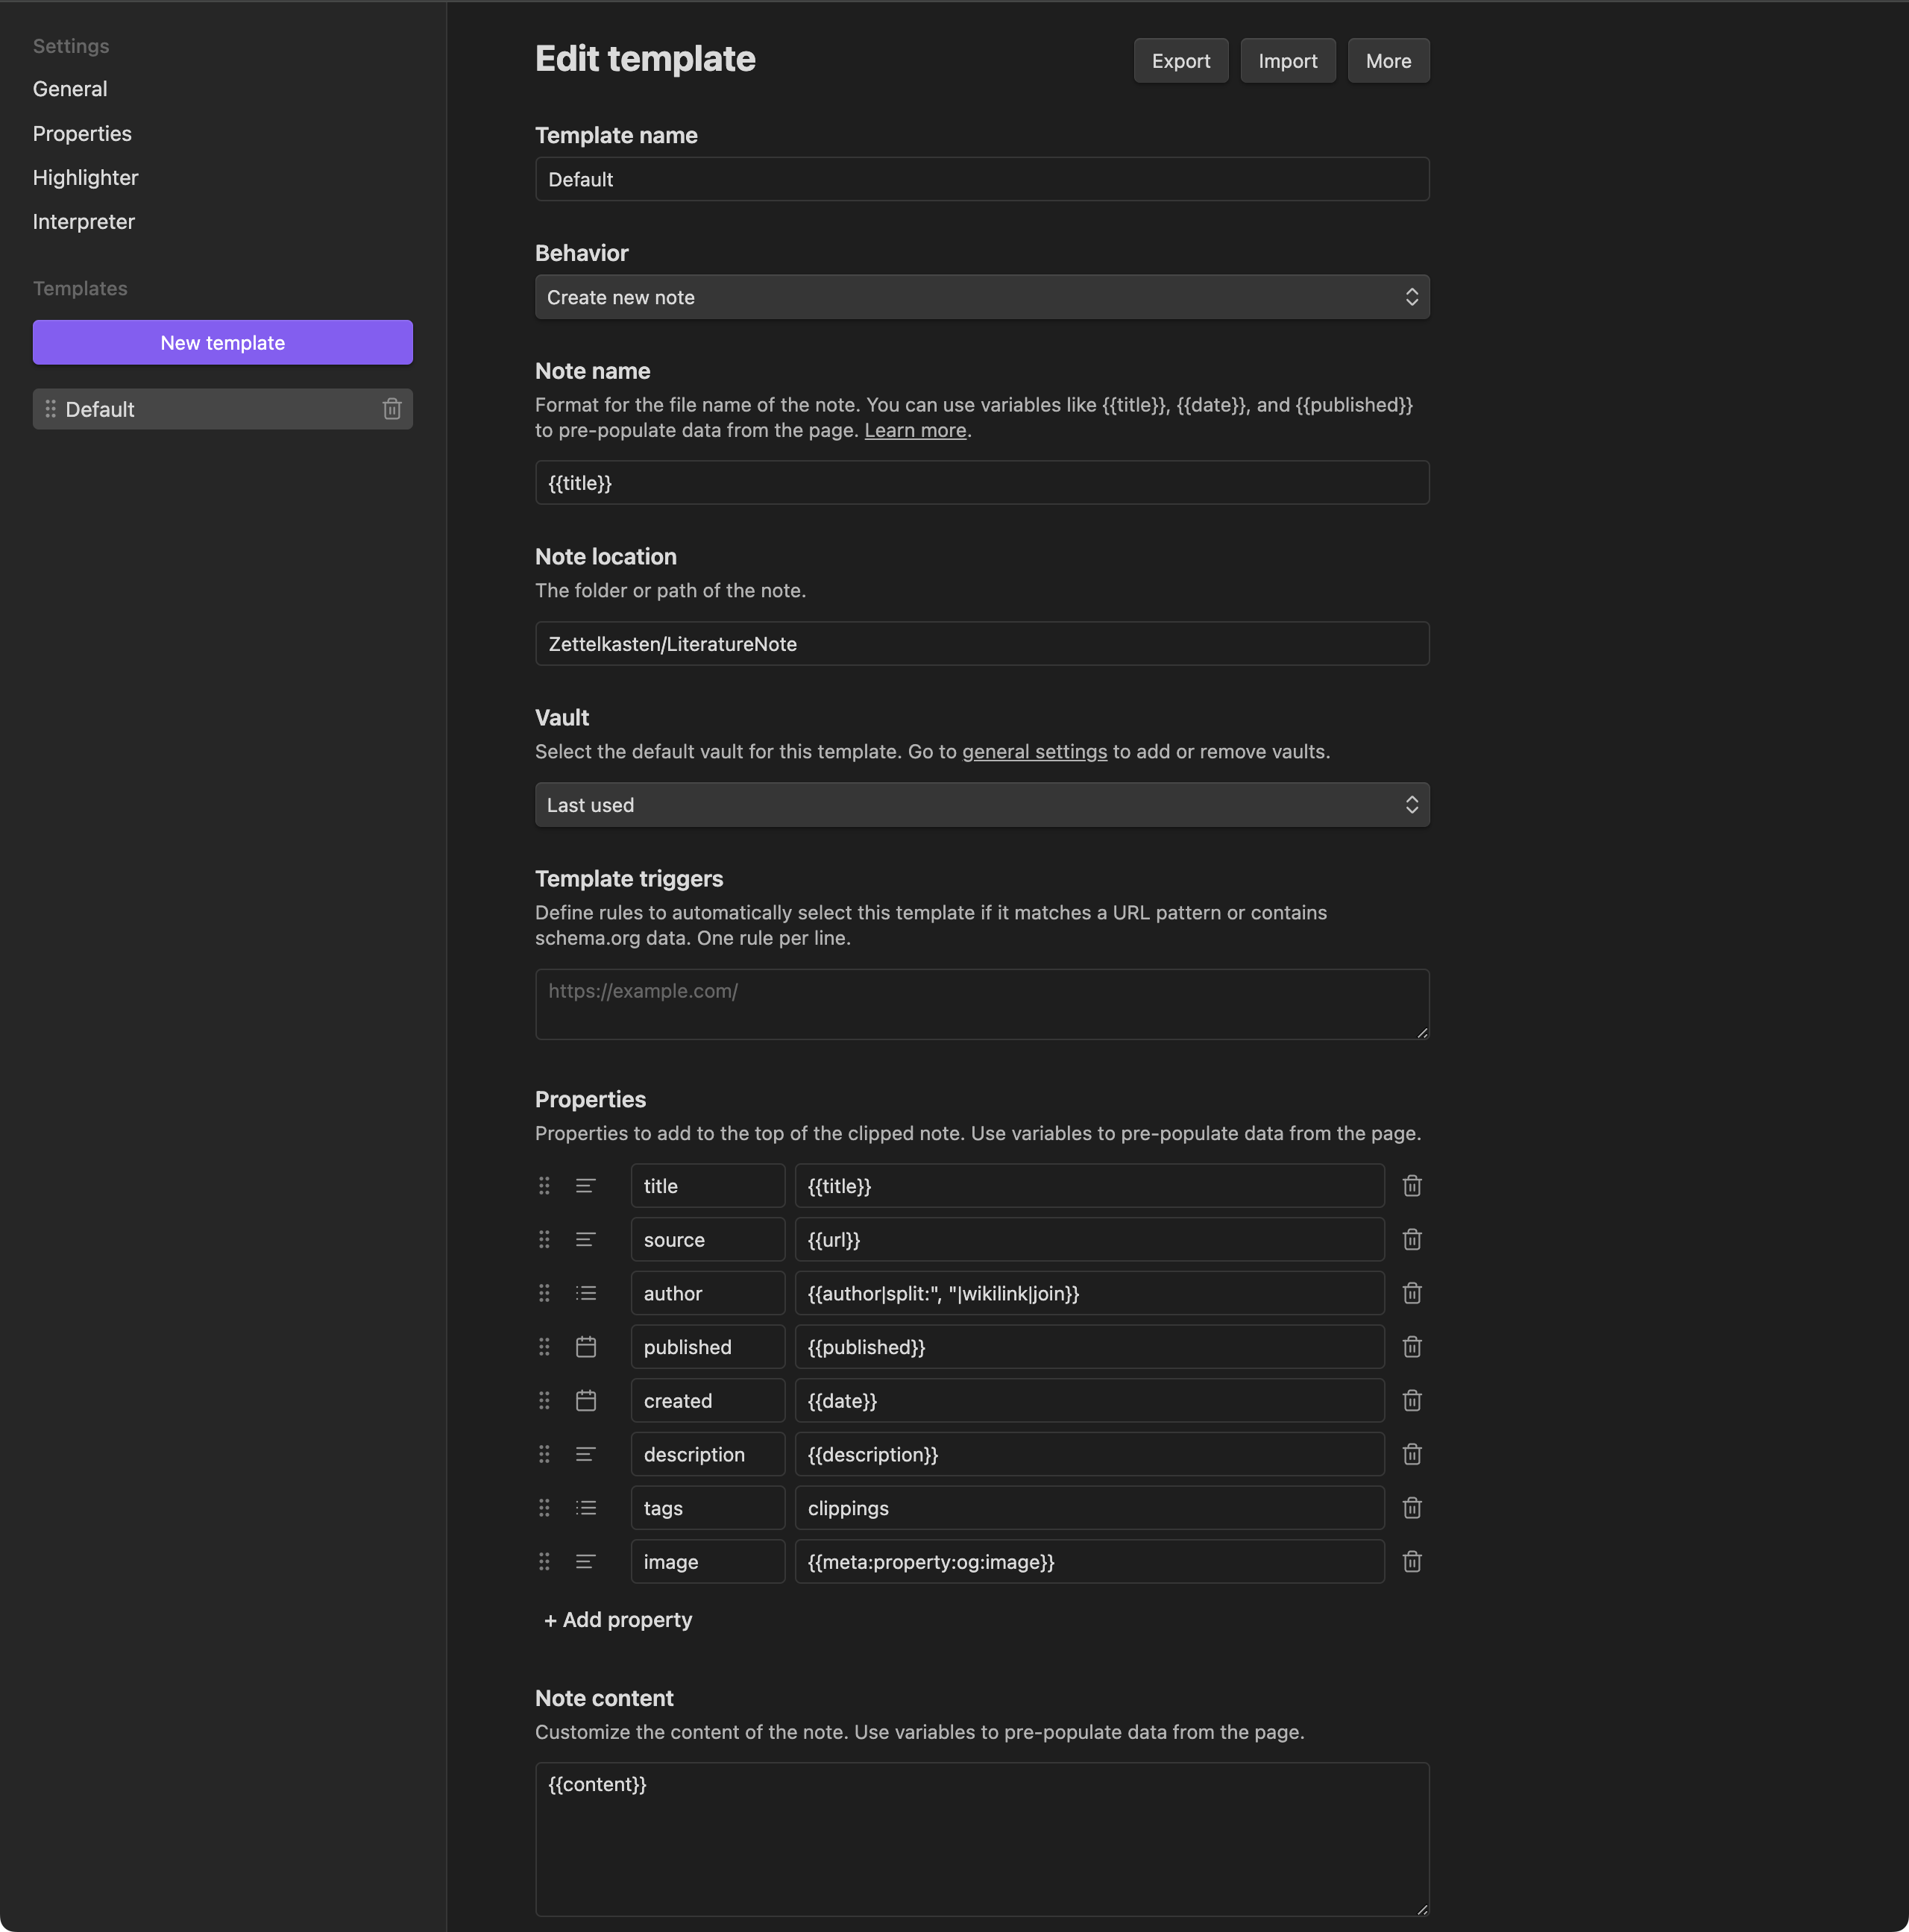 Settings
General
Properties
Highlighter
Interpreter
Templates
New template
Default
Edit template
Export
Import
More
Template name
Default
Behavior
Create new note
Note name
Format for the file name of the note. You can use variables like {{title}}, {{date}}, and {{published}}
to pre-populate data from the page. Learn more.
{{title}}
Note location
The folder or path of the note.
Zettelkasten/LiteratureNote
Vault
Select the default vault for this template. Go to general settings to add or remove vaults.
Last used
Template triggers
Define rules to automatically select this template if it matches a URL pattern or contains
schema.org data. One rule per line.
https://example.com/
Properties
Properties to add to the top of the clipped note. Use variables to pre-populate data from the page.
title {{title}}
source {{url}}
author {{author|split:", "|wikilink|join}}
published {{published}}
created {{date}}
description {{description}}
tags clippings
image {{meta:property:og:image}}
+ Add property
Note content
Customize the content of the note. Use variables to pre-populate data from the page.
{{content}}